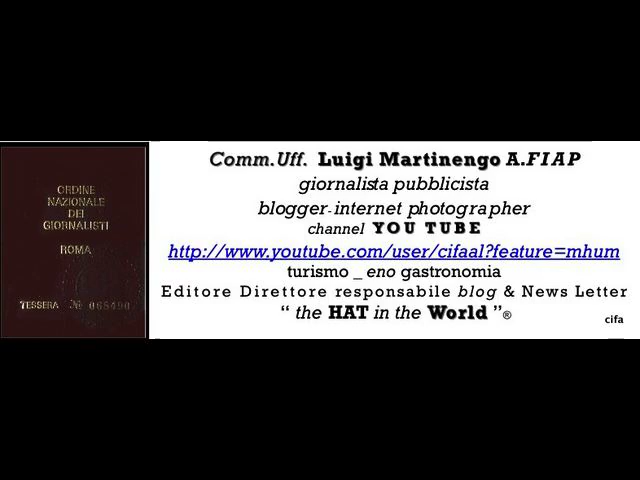 ORDINE
NAZIONALE
DEI
GIORNALISTI
ROMA
TESSERA № 065490
Comm.Uff. Luigi Martinengo A.FIAP
giornalista pubblicista
blogger-internet photographer
channel YOU TUBE
http://www.youtube.com/user/cifaal?feature=mhum
turismo _ eno gastronomia
Editore Direttore responsabile blog & News Letter
“ the HAT in the World ”®
cifa